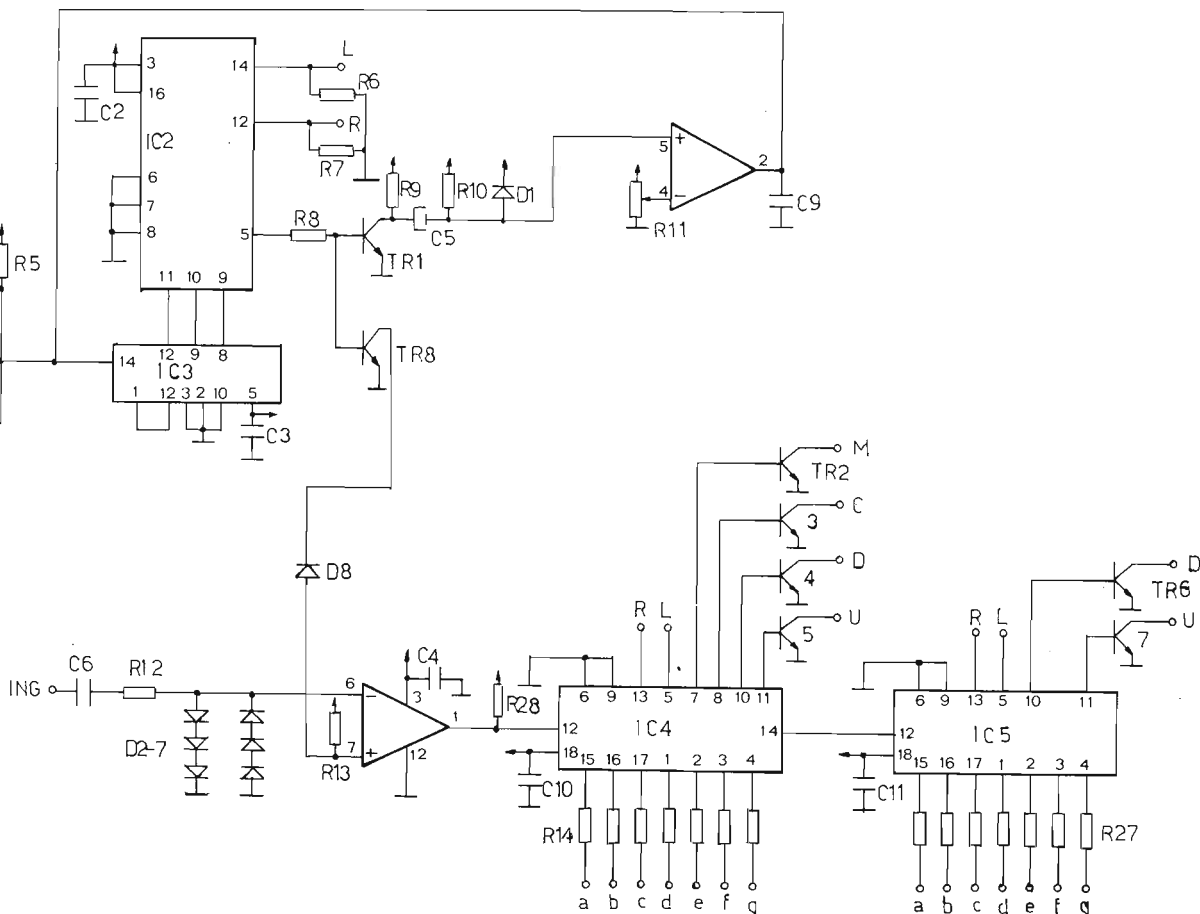 3
16
C2
IC2
6
7
8
14
L
R6
12
R
R7
5
R8
R9
TR1
C5
R10
D1
5
+
4
−
2
R11
C9
R5
11 10 9
12 9 8
14
IC3
1 12 3 2 10 5
C3
TR8
D8
ING
C6
R12
D2-7
R13
6
−
7
+
3
C4
12
1
R28
R L
M
TR2
C
3
D
4
U
5
6 9 13 5 7 8 10 11
12
IC4
14
18
15 16 17 1 2 3 4
C10
R14
a b c d e f g
R L
D
TR6
U
7
6 9 13 5 10 11
12
IC5
18
15 16 17 1 2 3 4
C11
R27
a b c d e f g